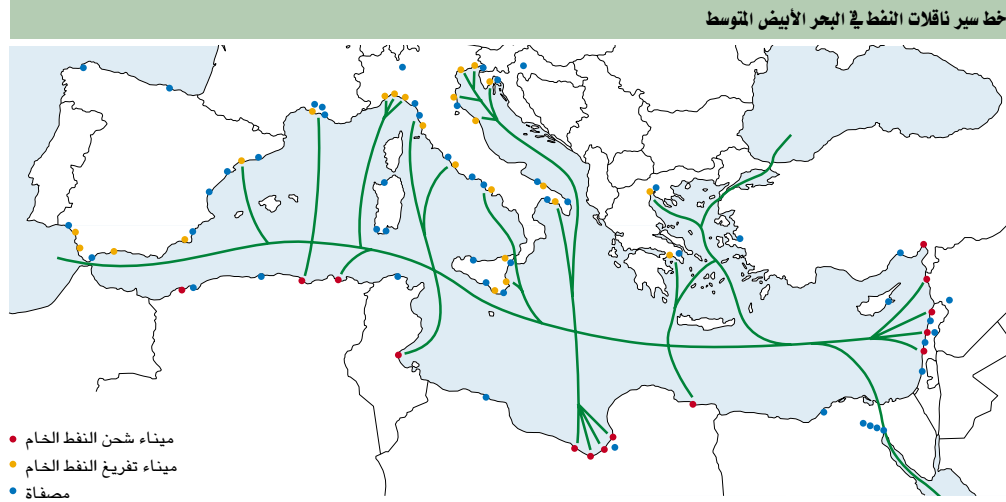 خط سير ناقلات النفط في البحر الأبيض المتوسط
ميناء شحن النفط الخام
ميناء تفريغ النفط الخام
مصفاة